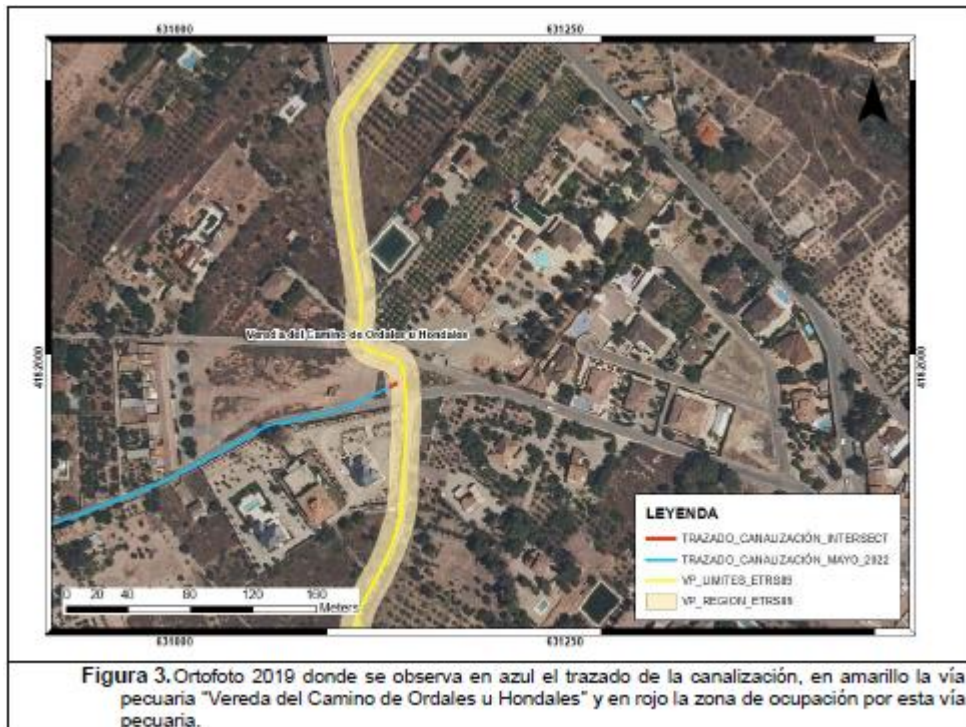 631000 631250
Vereda del Camino de Ordales u Hondales
4182000 4182000
LEYENDA
TRAZADO_CANALIZACIÓN_INTERSECT
TRAZADO_CANALIZACIÓN_MAYO_2022
VP_LIMITES_ETRS89
VP_REGION_ETRS89
0 20 40 80 120 160
Meters
631000 631250
Figura 3. Ortofoto 2019 donde se observa en azul el trazado de la canalización, en amarillo la vía
pecuaria "Vereda del Camino de Ordales u Hondales" y en rojo la zona de ocupación por esta vía
pecuaria.